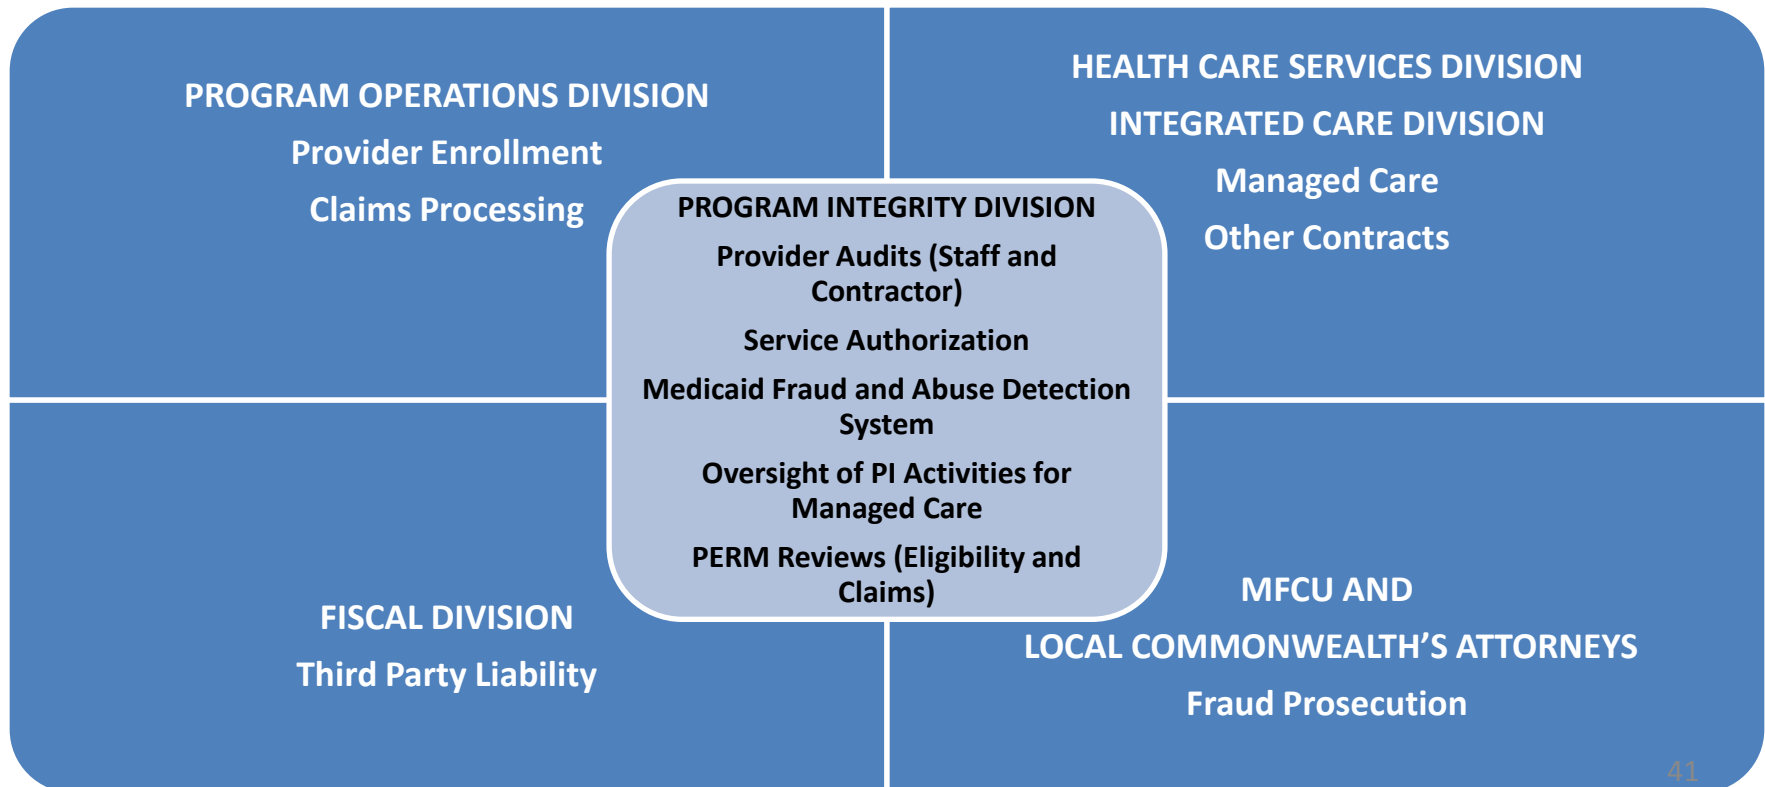 PROGRAM OPERATIONS DIVISION
Provider Enrollment
Claims Processing
HEALTH CARE SERVICES DIVISION
INTEGRATED CARE DIVISION
Managed Care
Other Contracts
PROGRAM INTEGRITY DIVISION
Provider Audits (Staff and
Contractor)
Service Authorization
Medicaid Fraud and Abuse Detection
System
Oversight of PI Activities for
Managed Care
PERM Reviews (Eligibility and
Claims)
FISCAL DIVISION
Third Party Liability
MFCU AND
LOCAL COMMONWEALTH’S ATTORNEYS
Fraud Prosecution
41